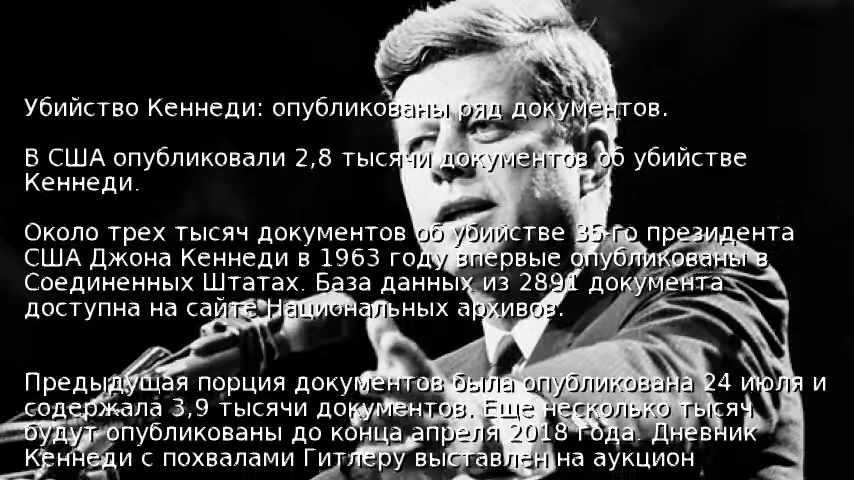 Убийство Кеннеди: опубликованы ряд документов.
В США опубликовали 2,8 тысячи документов об убийстве
Кеннеди.
Около трех тысяч документов об убийстве 35-го президента
США Джона Кеннеди в 1963 году впервые опубликованы в
Соединенных Штатах. База данных из 2891 документа
доступна на сайте Национальных архивов.
Предыдущая порция документов была опубликована 24 июля и
содержала 3,9 тысячи документов. Еще несколько тысяч
будут опубликованы до конца апреля 2018 года. Дневник
Кеннеди с похвалами Гитлеру выставлен на аукцион